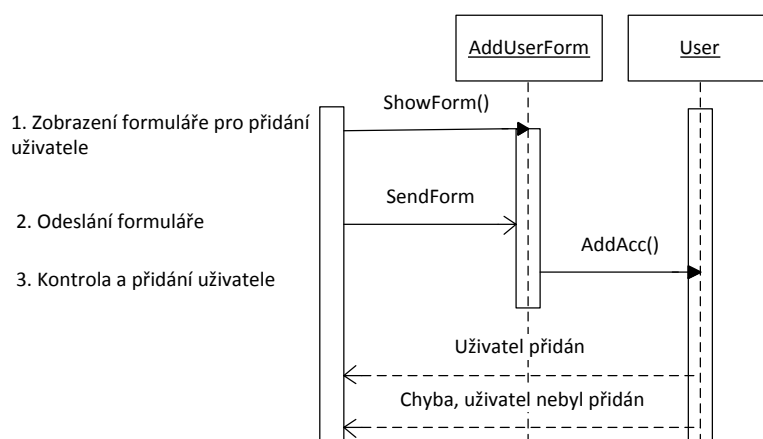 AddUserForm
User
ShowForm()
1. Zobrazení formuláře pro přidání
uživatele
SendForm
2. Odeslání formuláře
AddAcc()
3. Kontrola a přidání uživatele
Uživatel přidán
Chyba, uživatel nebyl přidán